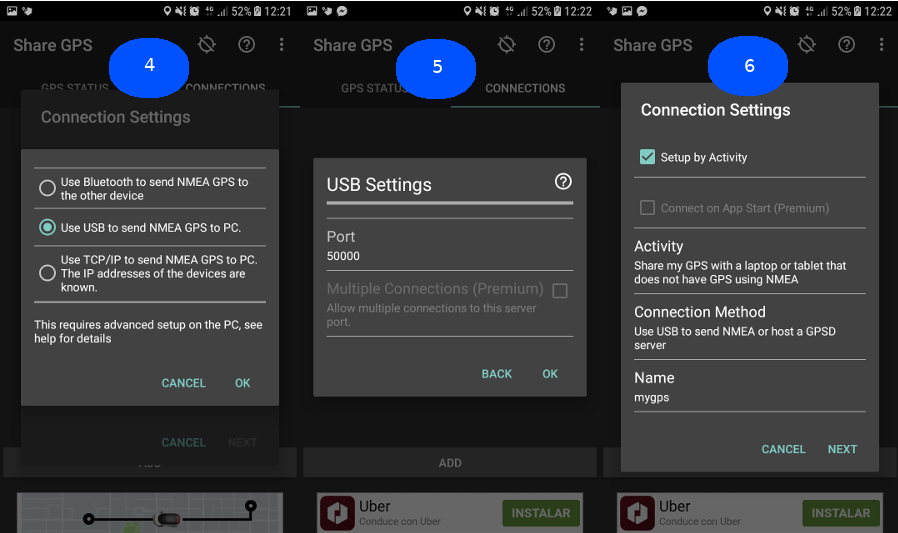 4G 52% 12:21
Share GPS
4
GPS STATUS CONNECTIONS
Connection Settings
Use Bluetooth to send NMEA GPS to
the other device
Use USB to send NMEA GPS to PC.
Use TCP/IP to send NMEA GPS to PC.
The IP addresses of the devices are
known.
This requires advanced setup on the PC, see
help for details
CANCEL OK
CANCEL NEXT
ADD
4G 52% 12:22
Share GPS
5
GPS STATUS CONNECTIONS
USB Settings
Port
50000
Multiple Connections (Premium)
Allow multiple connections to this server
port.
BACK OK
ADD
Uber
Conduce con Uber
INSTALAR
4G 52% 12:22
Share GPS
6
Connection Settings
Setup by Activity
Connect on App Start (Premium)
Activity
Share my GPS with a laptop or tablet that
does not have GPS using NMEA
Connection Method
Use USB to send NMEA or host a GPSD
server
Name
mygps
CANCEL NEXT
Uber
Conduce con Uber
INSTALAR